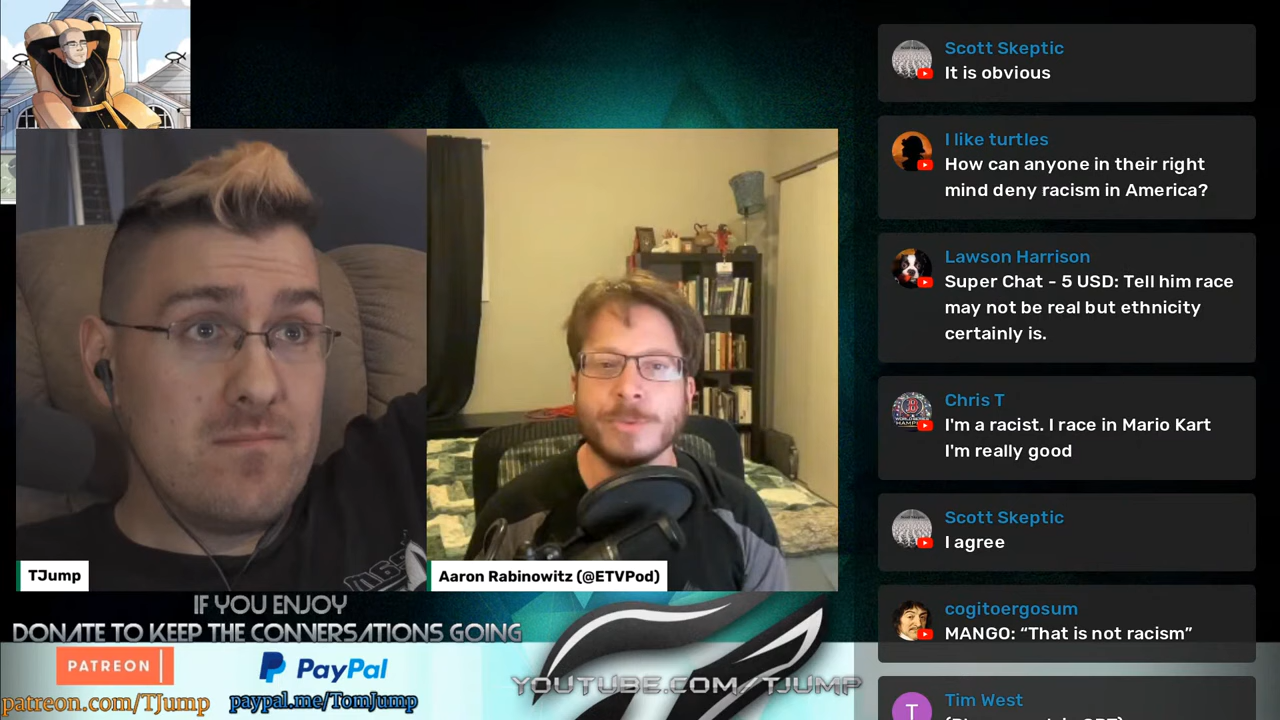 Scott Skeptic
It is obvious
I like turtles
How can anyone in their right
mind deny racism in America?
Lawson Harrison
Super Chat - 5 USD: Tell him race
may not be real but ethnicity
certainly is.
Chris T
I'm a racist. I race in Mario Kart
I'm really good
Scott Skeptic
I agree
cogitoergosum
MANGO: “That is not racism”
Tim West
T
TJump
Aaron Rabinowitz (@ETVPod)
IF YOU ENJOY
DONATE TO KEEP THE CONVERSATIONS GOING
PATREON
PayPal
patreon.com/TJump
paypal.me/TomJump
YOUTUBE.COM/TJUMP